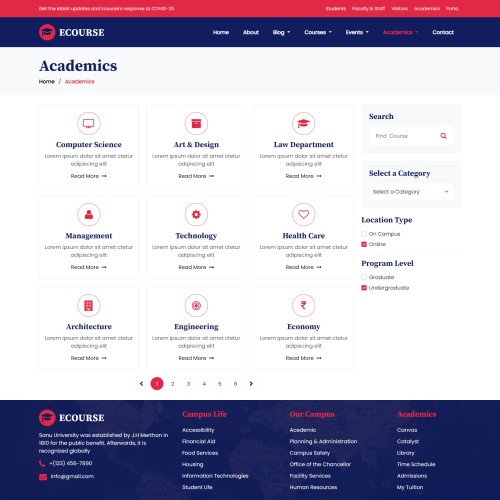 Get the latest updates and Ecourse's response to COVID-23
Students Faculty & Staff Visitors Academics Porta
ECOURSE
Home About Blog Courses Events Academics Contact
Academics
Home / Academics
Computer Science
Lorem ipsum dolor sit amet ctetur
adipiscing elit
Read More
Art & Design
Lorem ipsum dolor sit amet ctetur
adipiscing elit
Read More
Law Department
Lorem ipsum dolor sit amet ctetur
adipiscing elit
Read More
Management
Lorem ipsum dolor sit amet ctetur
adipiscing elit
Read More
Technology
Lorem ipsum dolor sit amet ctetur
adipiscing elit
Read More
Health Care
Lorem ipsum dolor sit amet ctetur
adipiscing elit
Read More
Architecture
Lorem ipsum dolor sit amet ctetur
adipiscing elit
Read More
Engineering
Lorem ipsum dolor sit amet ctetur
adipiscing elit
Read More
Economy
Lorem ipsum dolor sit amet ctetur
adipiscing elit
Read More
1 2 3 4 5 6
Search
Find Course
Select a Category
Select a Category
Location Type
On Campus
Online
Program Level
Graduate
Undergraduate
ECOURSE
Sanu University was established by J.H Merthon in
1810 for the public benefit. Afterwards, it is
recognized globally
+(123) 456-7890
info@gmail.com
Campus Life
Accessibility
Financial Aid
Food Services
Housing
Information Technologies
Student Life
Our Campus
Acedemic
Planning & Administration
Campus Safety
Office of the Chancellor
Facility Services
Human Resources
Academics
Canvas
Catalyst
Library
Time Schedule
Admissions
My Tuition